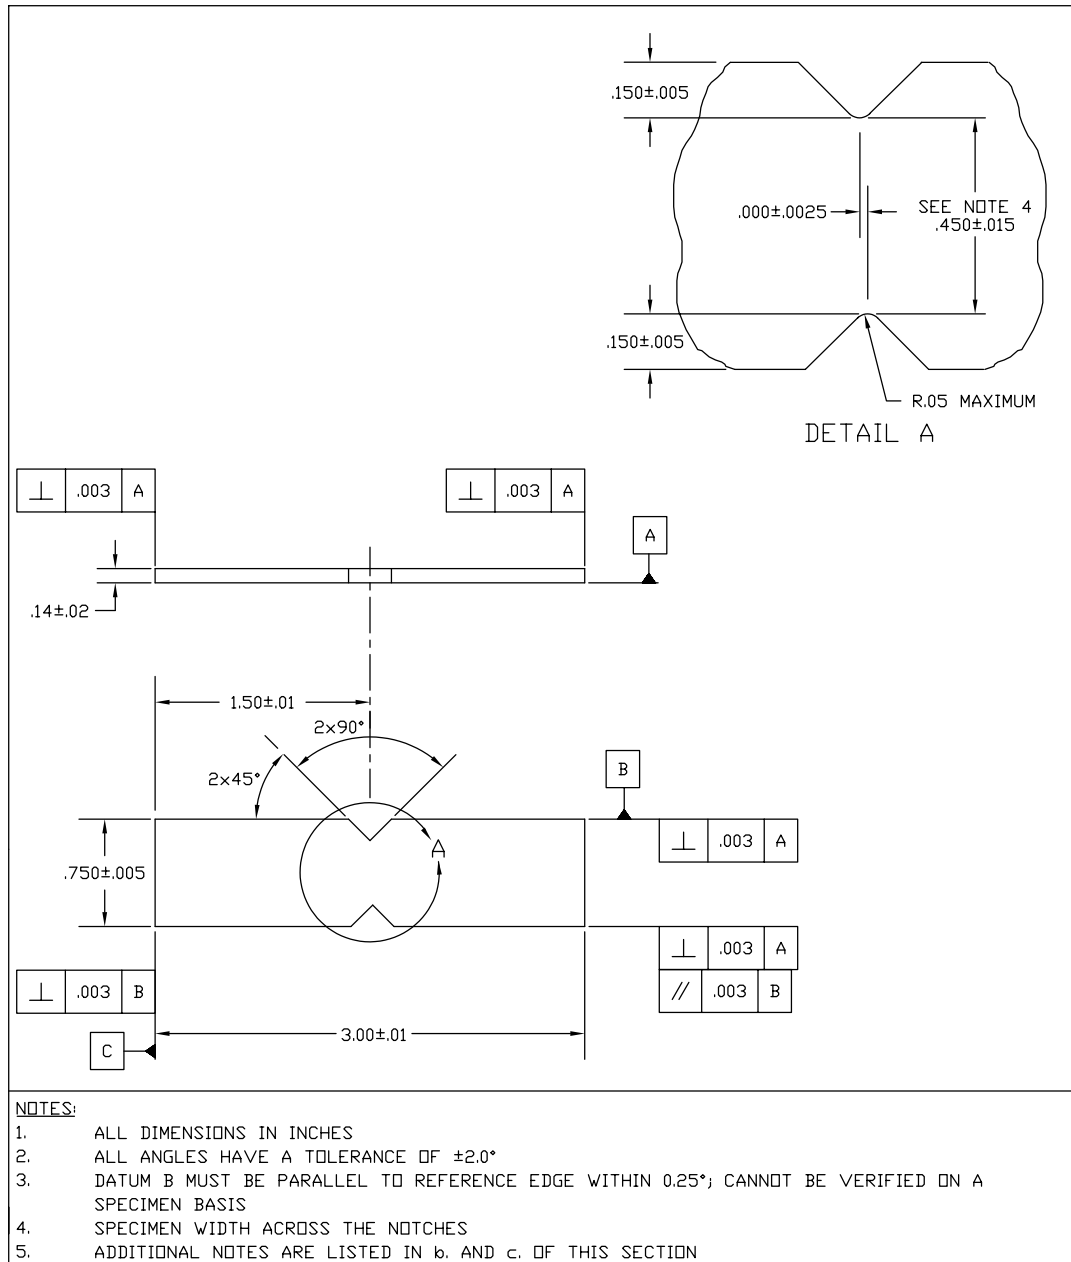 .150±.005
.000±.0025
SEE NOTE 4
.450±.015
.150±.005
R.05 MAXIMUM
DETAIL A
⊥ .003 A
⊥ .003 A
A
.14±.02
1.50±.01
2x90°
2x45°
B
⊥ .003 A
A
.750±.005
⊥ .003 A
⊥ .003 B
// .003 B
3.00±.01
C
NOTES:
1. ALL DIMENSIONS IN INCHES
2. ALL ANGLES HAVE A TOLERANCE OF ±2.0°
3. DATUM B MUST BE PARALLEL TO REFERENCE EDGE WITHIN 0.25°; CANNOT BE VERIFIED ON A
SPECIMEN BASIS
4. SPECIMEN WIDTH ACROSS THE NOTCHES
5. ADDITIONAL NOTES ARE LISTED IN b. AND c. OF THIS SECTION